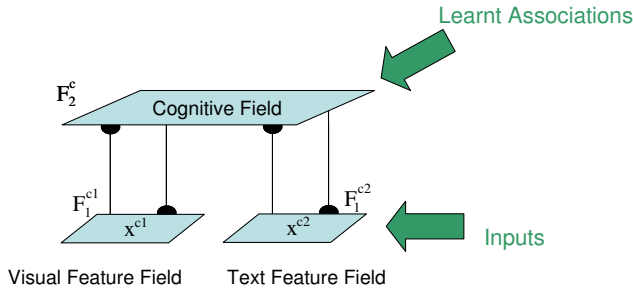 Learnt Associations
F₂ᶜ
Cognitive Field
F₁ᶜ¹
F₁ᶜ²
xᶜ¹
xᶜ²
Inputs
Visual Feature Field
Text Feature Field